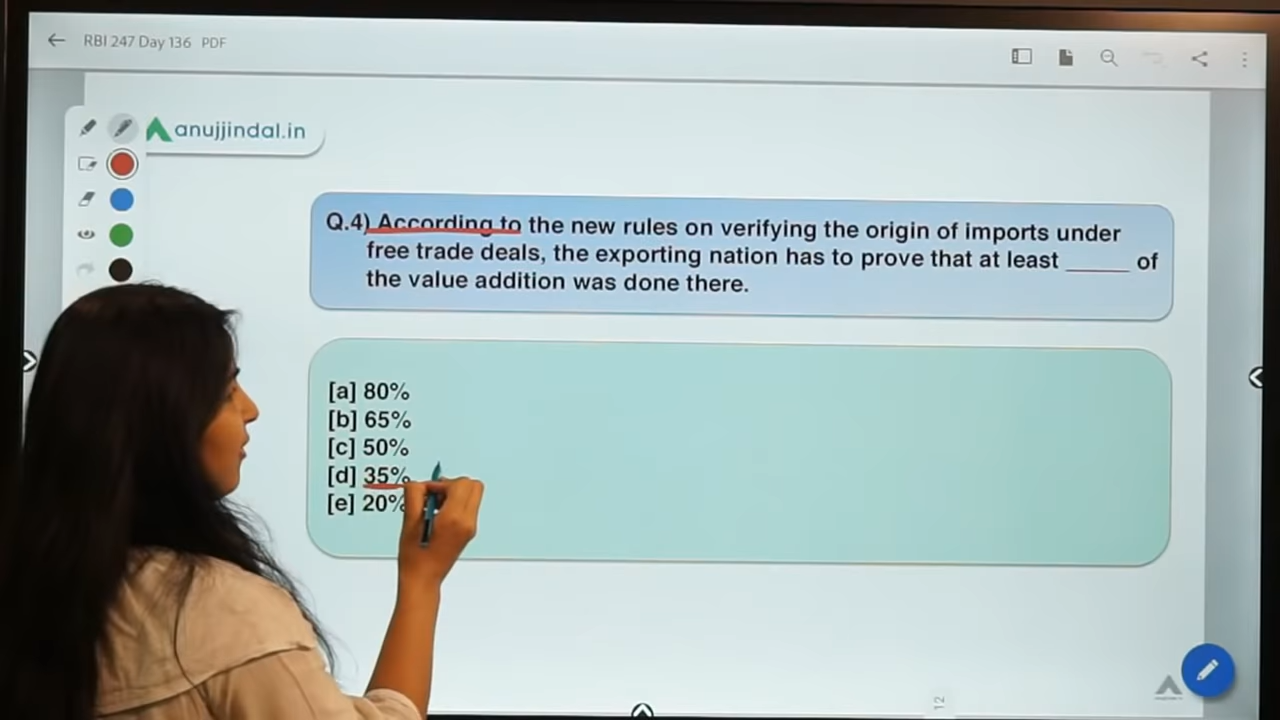 RBI 247 Day 136 PDF
anujjindal.in
Q.4) According to the new rules on verifying the origin of imports under
free trade deals, the exporting nation has to prove that at least _____ of
the value addition was done there.
[a] 80%
[b] 65%
[c] 50%
[d] 35%
[e] 20%
12